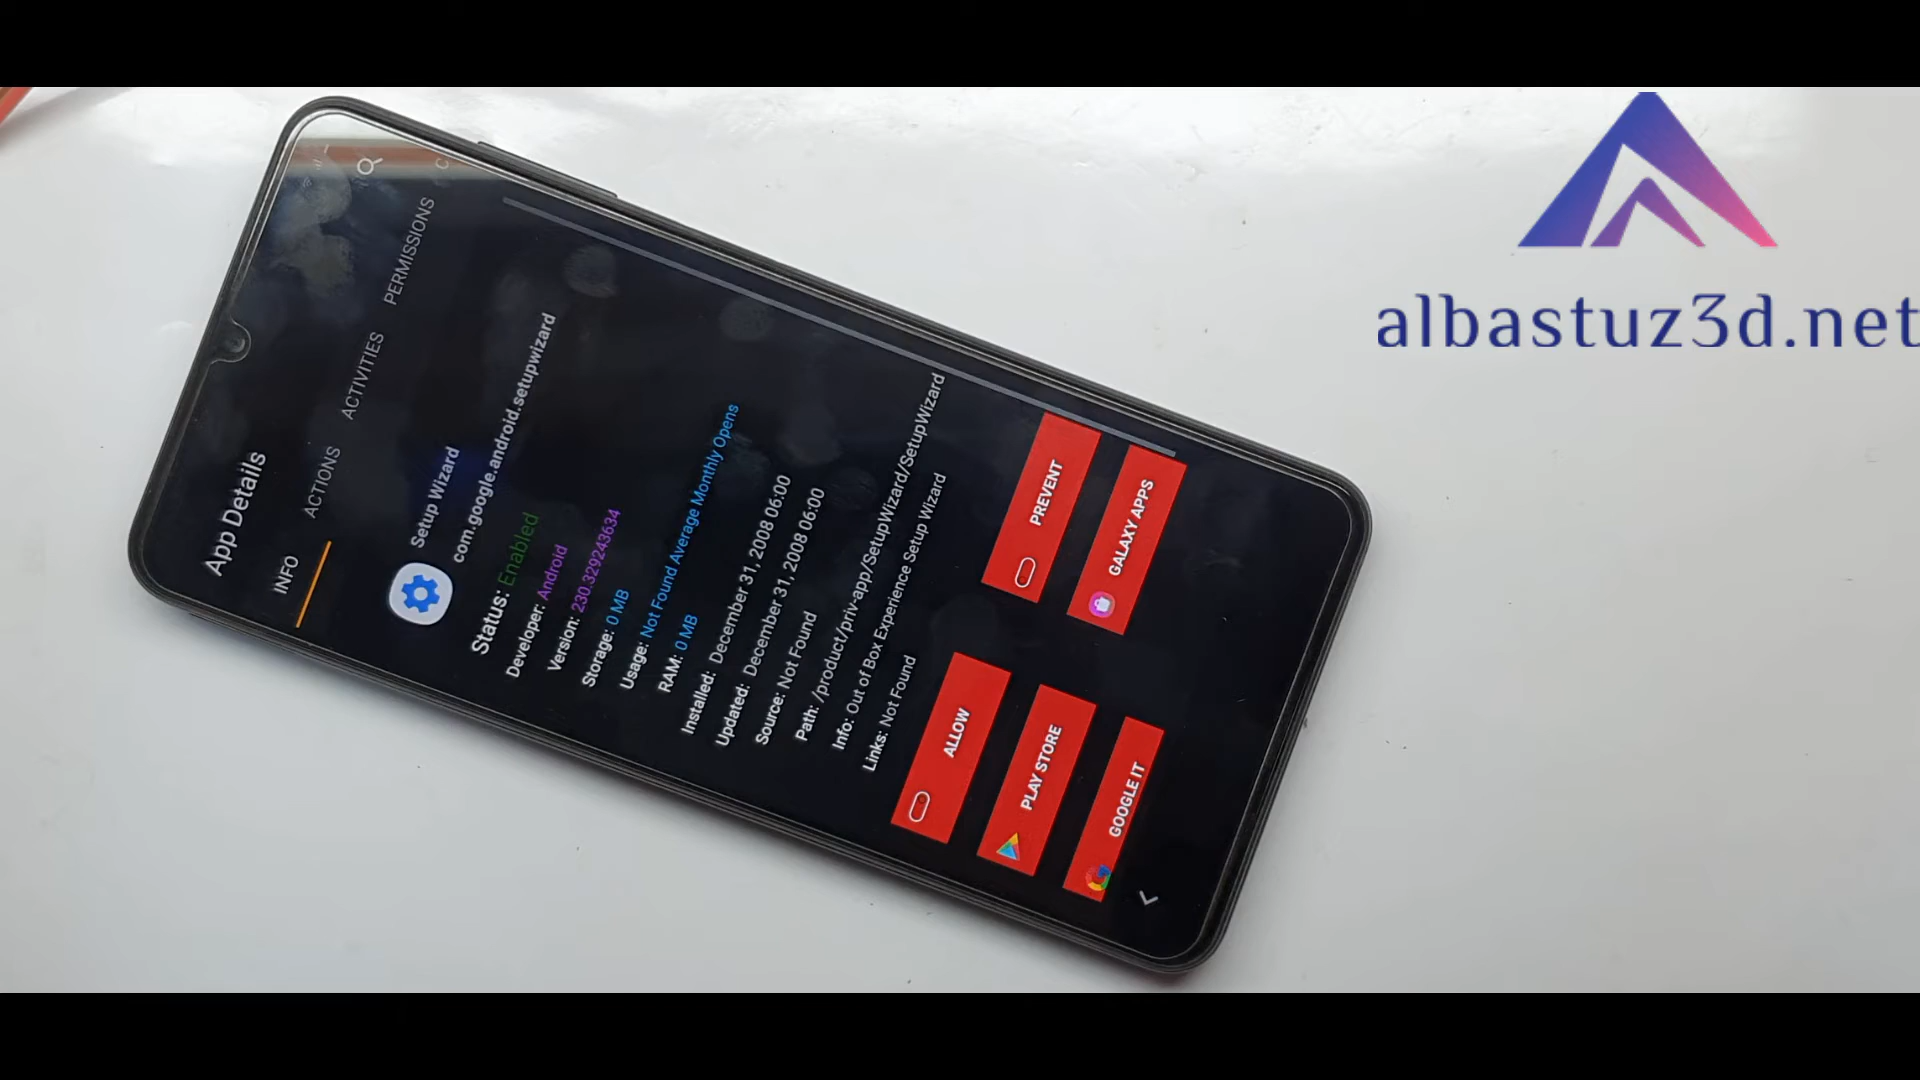 App Details
INFO
ACTIONS
ACTIVITIES
PERMISSIONS
Setup Wizard
com.google.android.setupwizard
Status: Enabled
Developer: Android
Version: 230.329243634
Storage: 0 MB
Usage: Not Found Average Monthly Opens
RAM: 0 MB
Installed: December 31, 2008 06:00
Updated: December 31, 2008 06:00
Source: Not Found
Path: /product/priv-app/SetupWizard/SetupWizard
Info: Out of Box Experience Setup Wizard
Links: Not Found
ALLOW
PREVENT
PLAY STORE
GALAXY APPS
GOOGLE IT
albastuz3d.net